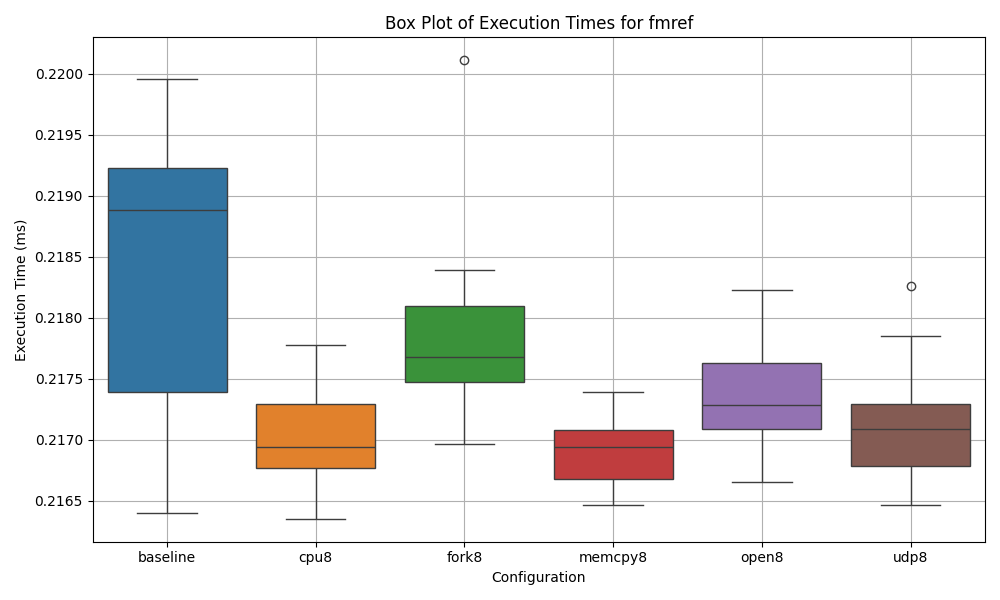 Box Plot of Execution Times for fmref
Execution Time (ms)
0.2200
0.2195
0.2190
0.2185
0.2180
0.2175
0.2170
0.2165
baseline cpu8 fork8 memcpy8 open8 udp8
Configuration